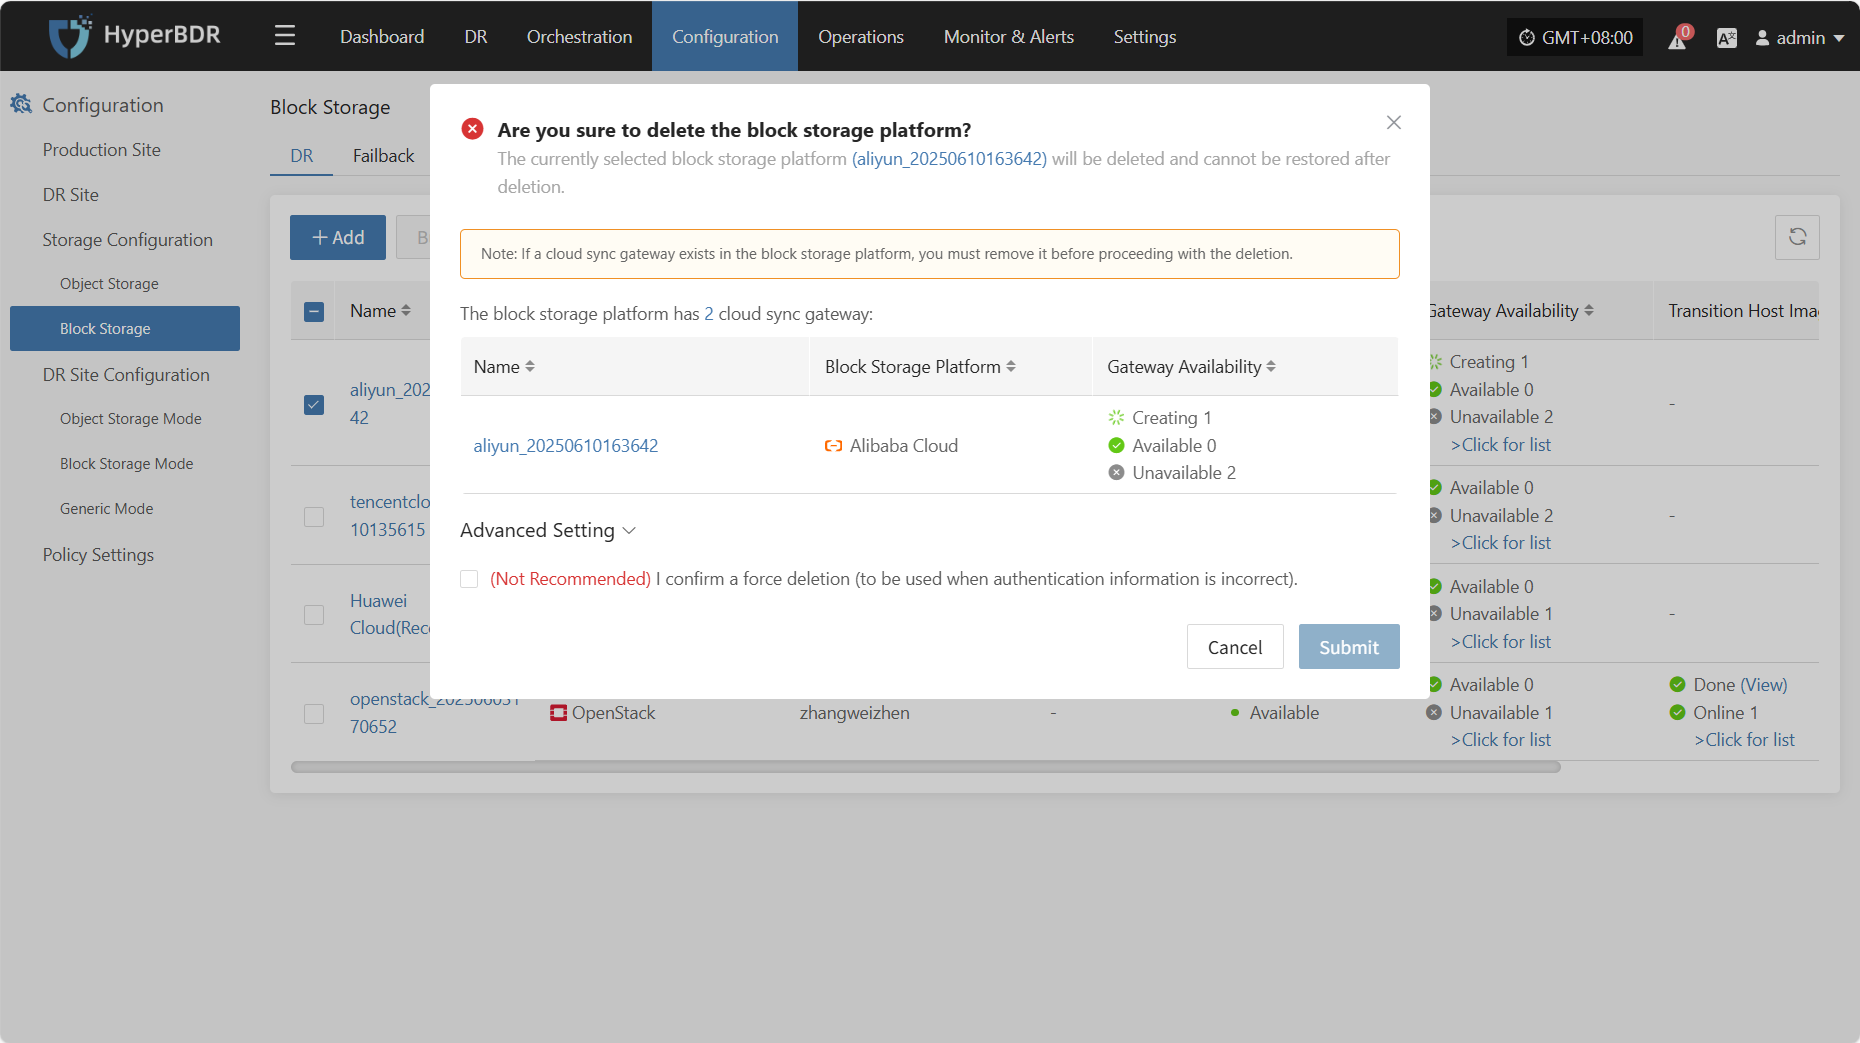 HyperBDR
Dashboard
DR
Orchestration
Configuration
Operations
Monitor & Alerts
Settings
GMT+08:00
0
admin
Configuration
Production Site
DR Site
Storage Configuration
Object Storage
Block Storage
DR Site Configuration
Object Storage Mode
Block Storage Mode
Generic Mode
Policy Settings
Block Storage
DR
Failback
Add
Name
Gateway Availability
Transition Host
aliyun_202
42
Creating 1
Available 0
Unavailable 2
>Click for list
-
tencentclo
10135615
Available 0
Unavailable 2
>Click for list
-
Huawei
Available 0
Unavailable 1
>Click for list
-
70652
OpenStack
zhangweizhen
-
Available
Available 0
Unavailable 1
>Click for list
Done (View)
Online 1
>Click for list
Are you sure to delete the block storage platform?
The currently selected block storage platform (aliyun_20250610163642) will be deleted and cannot be restored after
deletion.
Note: If a cloud sync gateway exists in the block storage platform, you must remove it before proceeding with the deletion.
The block storage platform has 2 cloud sync gateway:
Name
Block Storage Platform
Gateway Availability
aliyun_20250610163642
Alibaba Cloud
Creating 1
Available 0
Unavailable 2
Advanced Setting
(Not Recommended) I confirm a force deletion (to be used when authentication information is incorrect).
Cancel
Submit